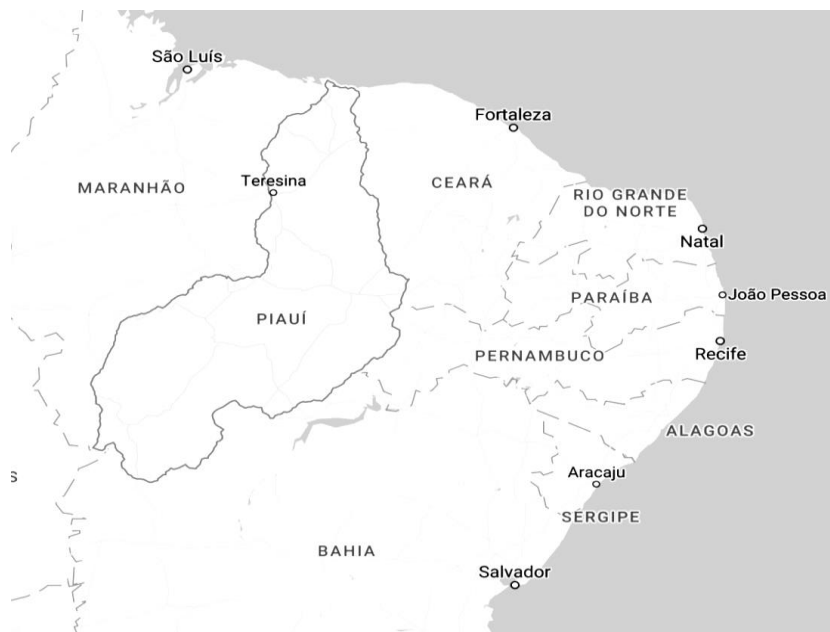 São Luís
Fortaleza
Teresina
MARANHÃO
CEARÁ
RIO GRANDE
DO NORTE
Natal
João Pessoa
PARAÍBA
PIAUÍ
PERNAMBUCO
Recife
ALAGOAS
Aracaju
S
SERGIPE
BAHIA
Salvador